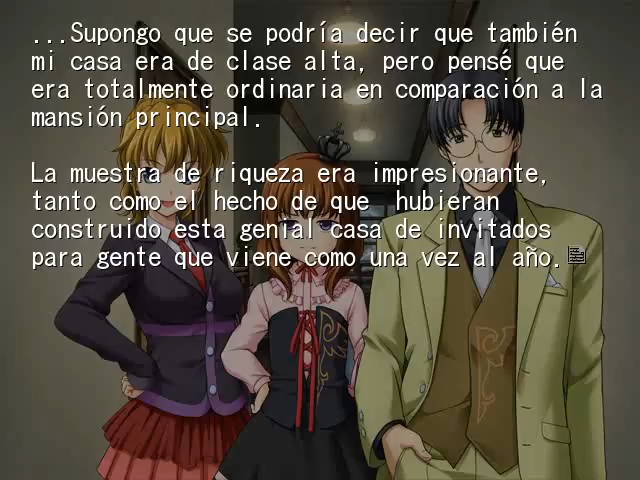 ...Supongo que se podría decir que también
mi casa era de clase alta, pero pensé que
era totalmente ordinaria en comparación a la
mansión principal.
La muestra de riqueza era impresionante,
tanto como el hecho de que  hubieran
construido esta genial casa de invitados
para gente que viene como una vez al año.